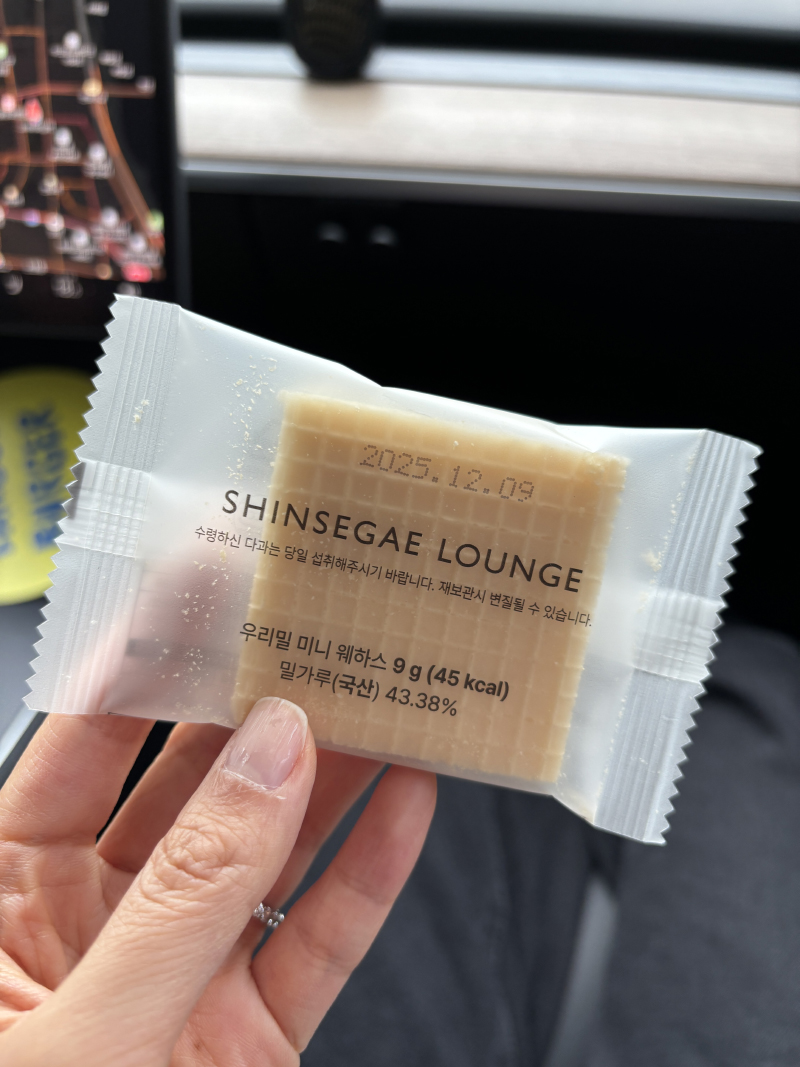 2025.12.09
SHINSEGAE LOUNGE
수령하신 다과는 당일 섭취해주시기 바랍니다. 재보관시 변질될 수 있습니다.
우리밀 미니 웨하스 9 g (45 kcal)
밀가루(국산) 43.38%
BURGER